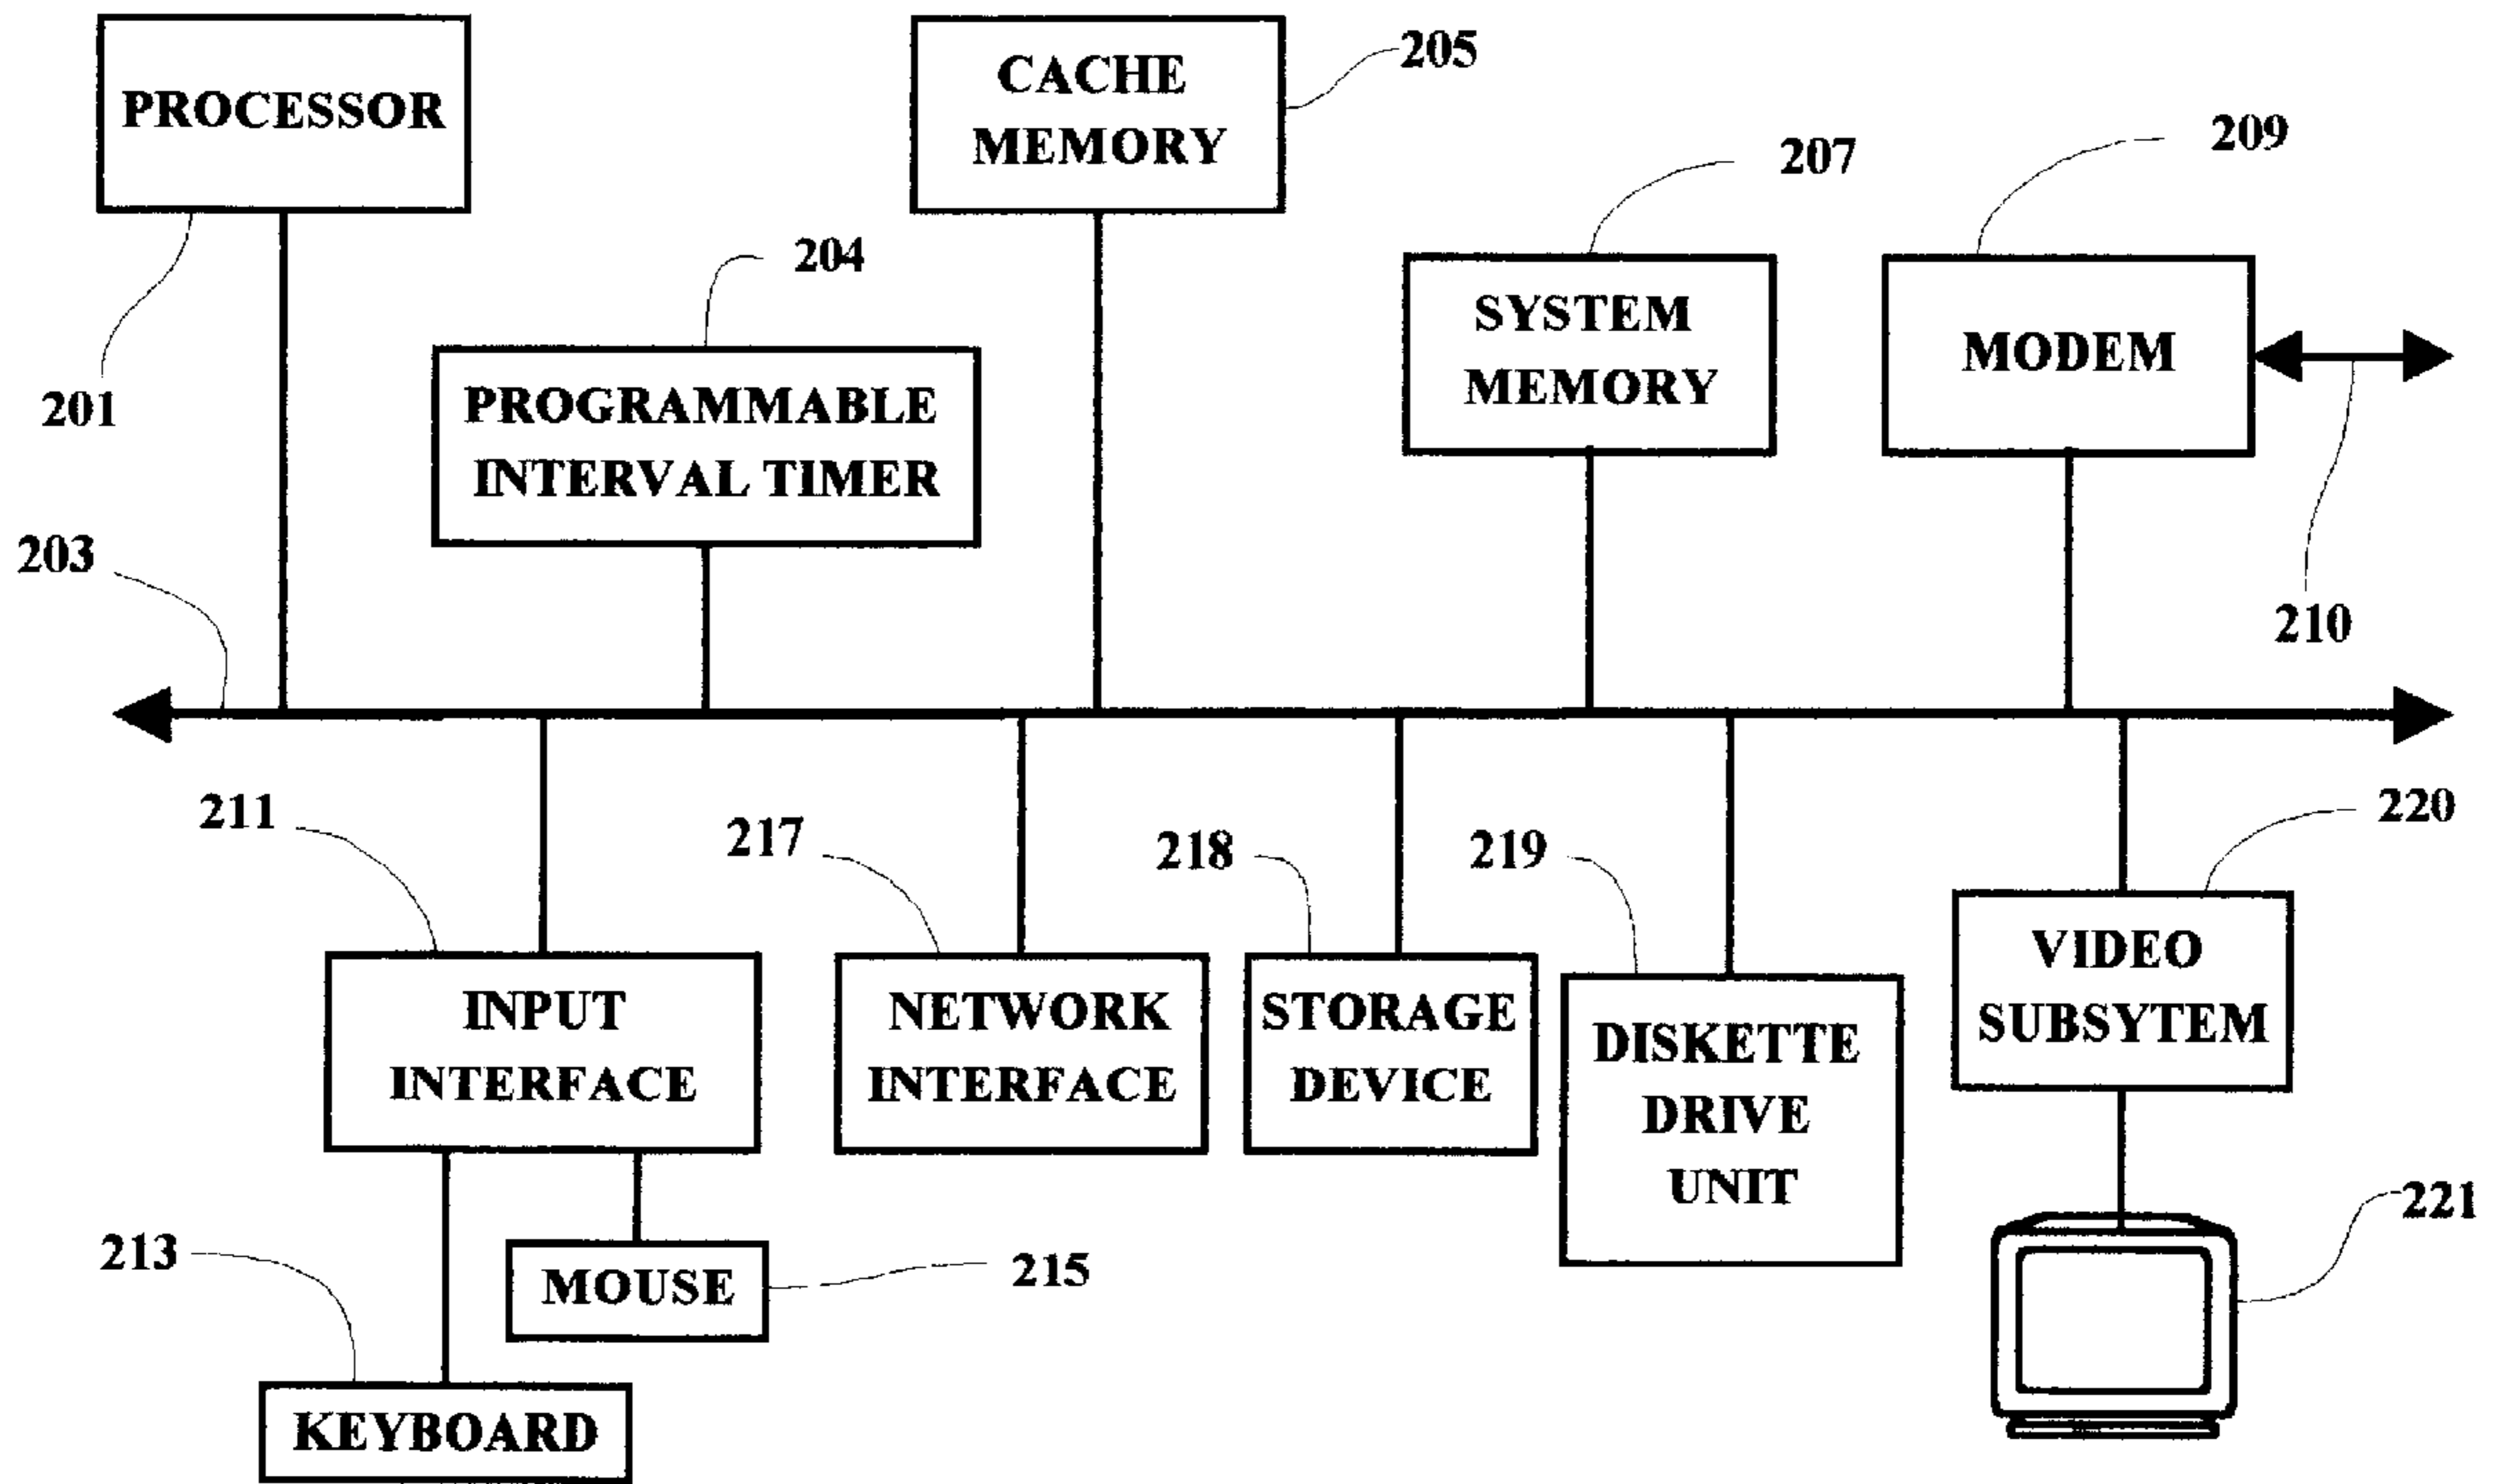 PROCESSOR
CACHE
MEMORY
205
207
209
204
SYSTEM
MEMORY
MODEM
201
PROGRAMMABLE
INTERVAL TIMER
203
210
211
217
218
219
220
INPUT
INTERFACE
NETWORK
INTERFACE
STORAGE
DEVICE
DISKETTE
DRIVE
UNIT
VIDEO
SUBSYTEM
221
213
MOUSE
215
KEYBOARD